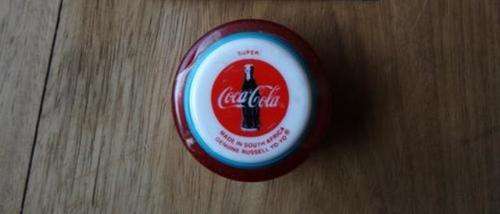 SUPER
Coca-Cola
MADE IN SOUTH AFRICA
GENUINE RUSSELL YO-YO ®